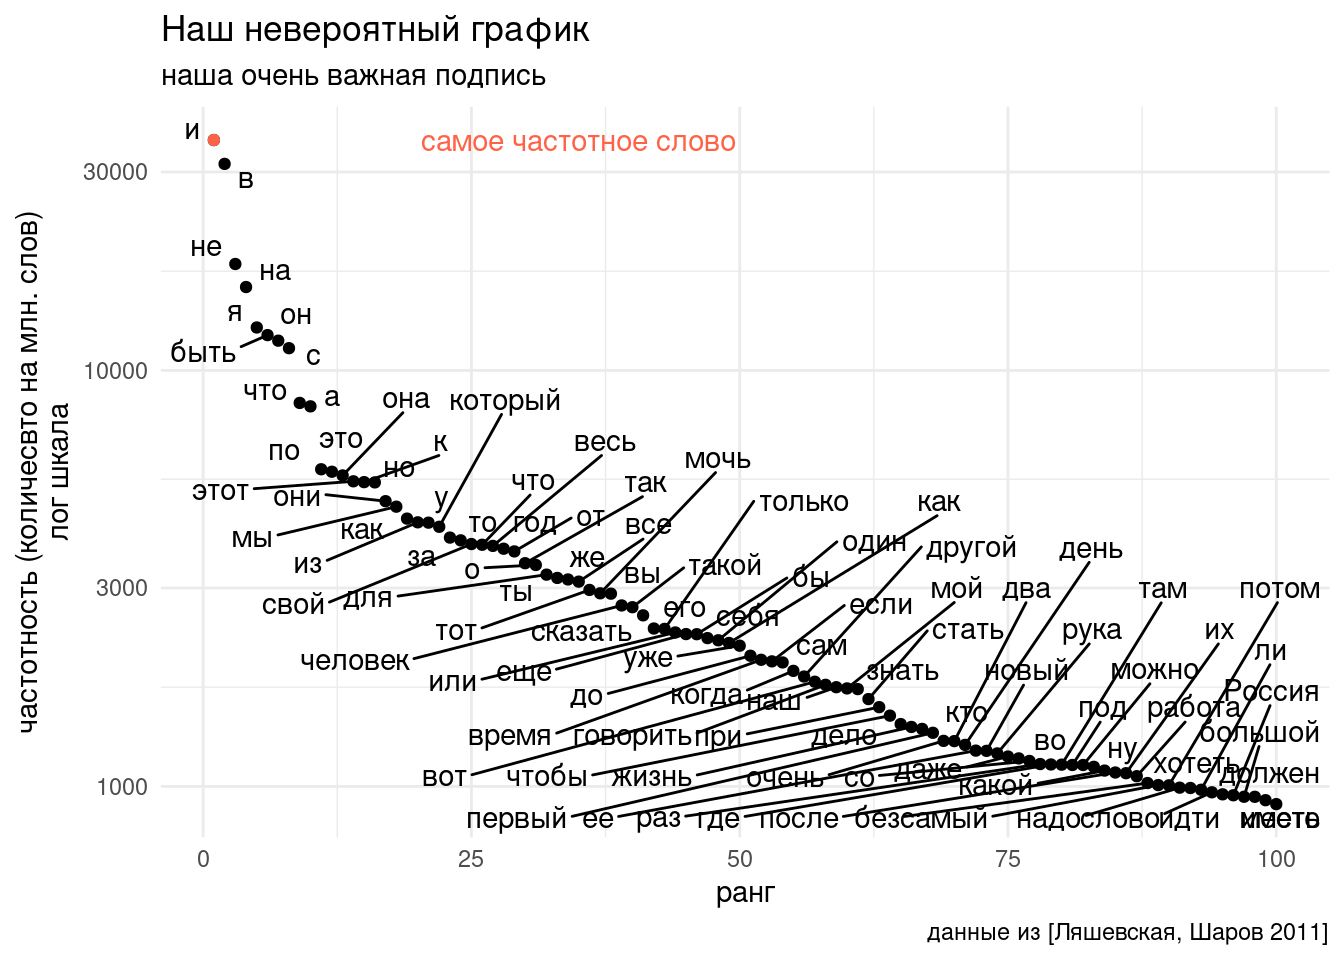 Наш невероятный график
наша очень важная подпись
и
самое частотное слово
30000
в
не
на
я
он
быть
с
10000
что
а
она
который
это
к
весь
по
но
мочь
этот
они
у
что
так
только
как
мы
как
то
год
от
все
один
из
за
же
другой
день
о
вы
такой
бы
3000
свой
для
ты
его
если
мой
два
там
потом
тот
сказать
себя
стать
рука
их
человек
уже
сам
или
еще
знать
новый
можно
ли
до
когда
наш
Россия
время
говорить
при
дело
кто
под
работа
большой
вот
чтобы
жизнь
очень
со
даже
во
ну
хотеть
должен
1000
какой
первый
ее
раз
где
после
без
самый
надо
слово
идти
иметь
0
25
50
75
100
ранг
частотность (количесвто на млн. слов)
лог шкала
данные из [Ляшевская, Шаров 2011]